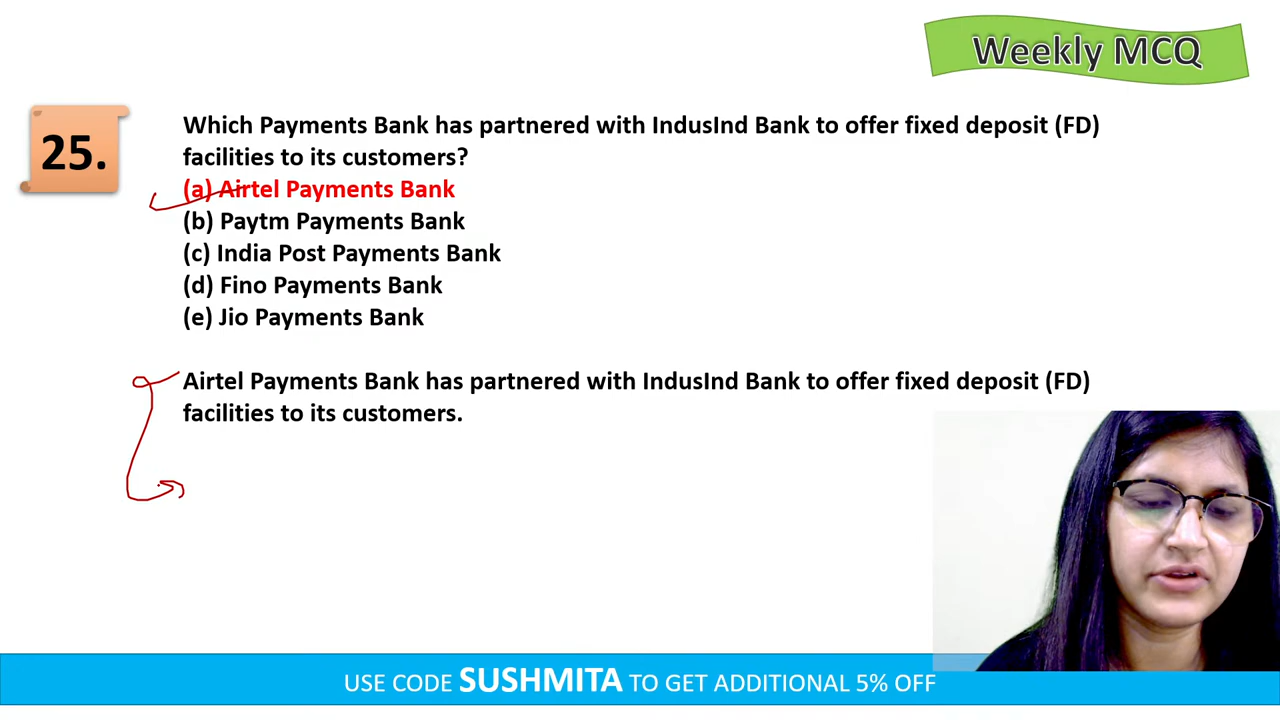 Weekly MCQ
25.
Which Payments Bank has partnered with IndusInd Bank to offer fixed deposit (FD)
facilities to its customers?
(a) Airtel Payments Bank
(b) Paytm Payments Bank
(c) India Post Payments Bank
(d) Fino Payments Bank
(e) Jio Payments Bank
Airtel Payments Bank has partnered with IndusInd Bank to offer fixed deposit (FD)
facilities to its customers.
USE CODE SUSHMITA TO GET ADDITIONAL 5% OFF